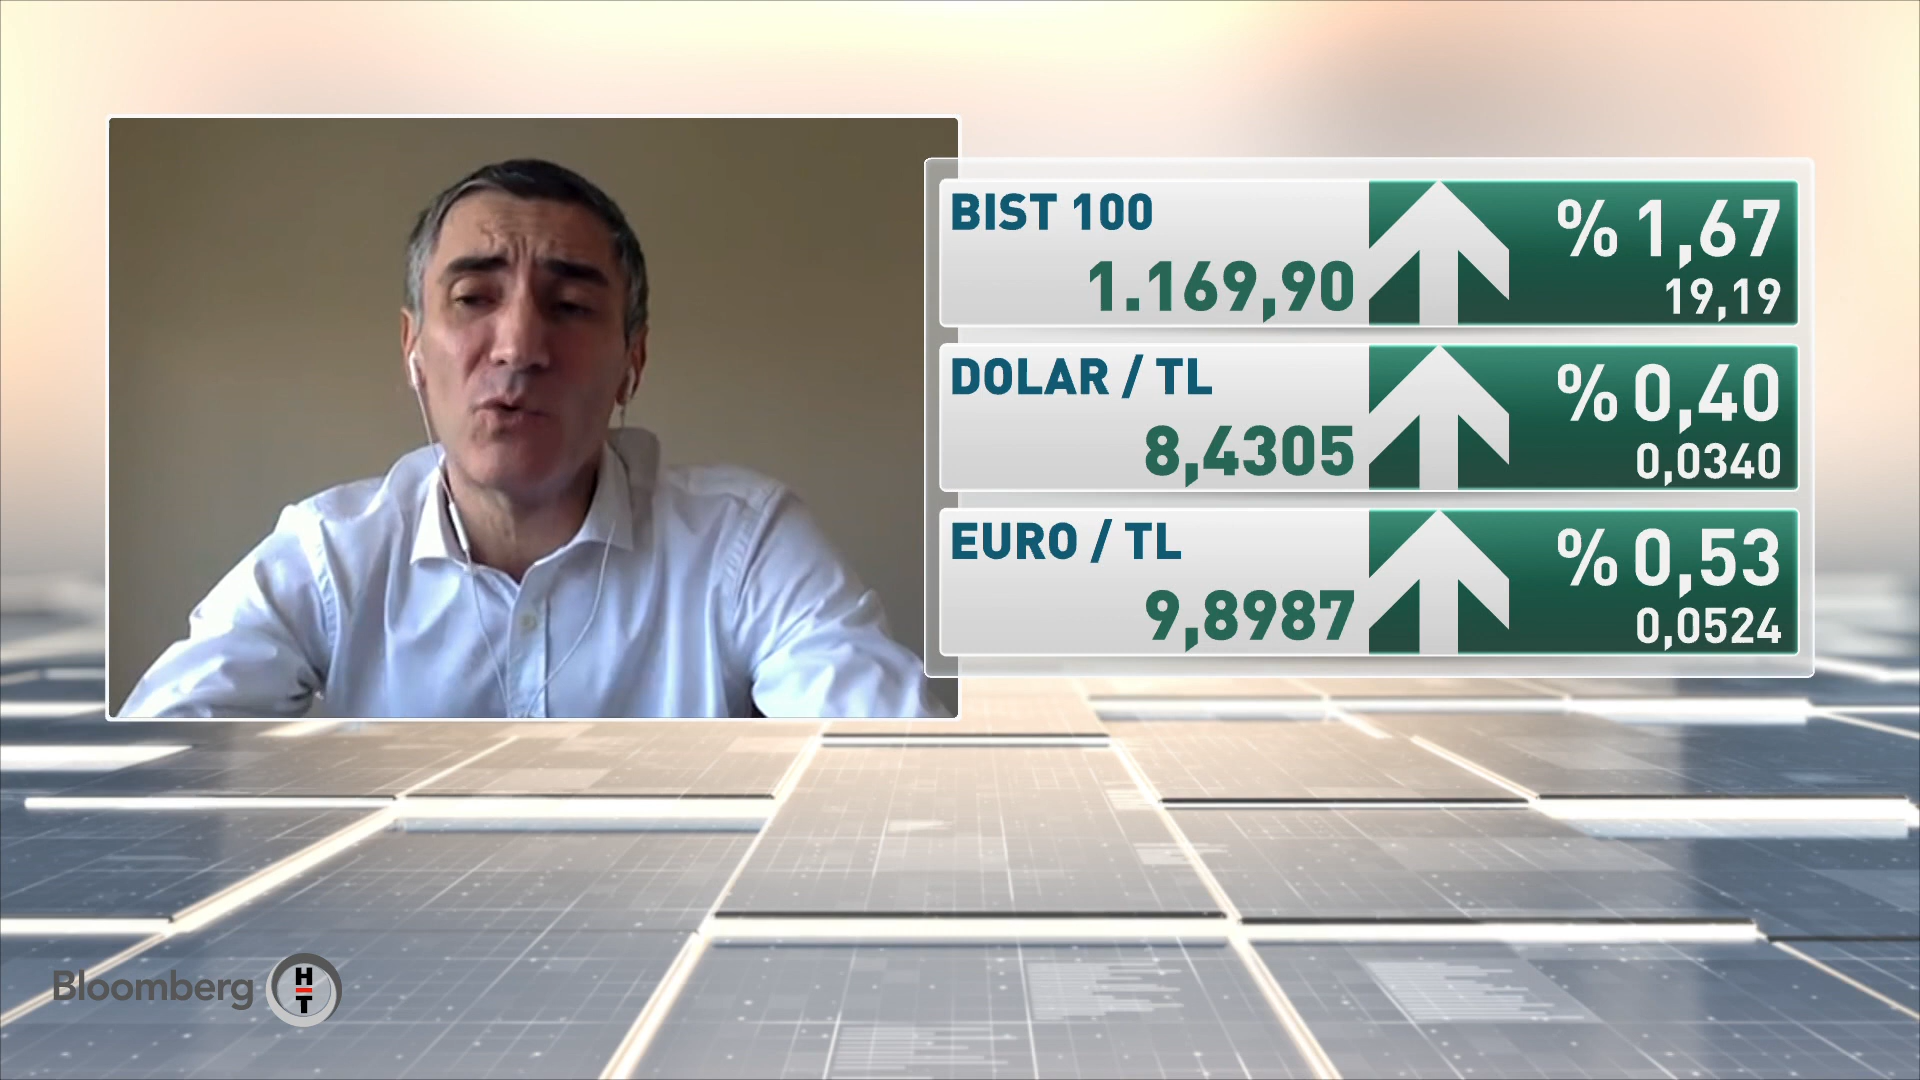 BIST 100
1.169,90
% 1,67
19,19
DOLAR / TL
8,4305
% 0,40
0,0340
EURO / TL
9,8987
% 0,53
0,0524
Bloomberg HT